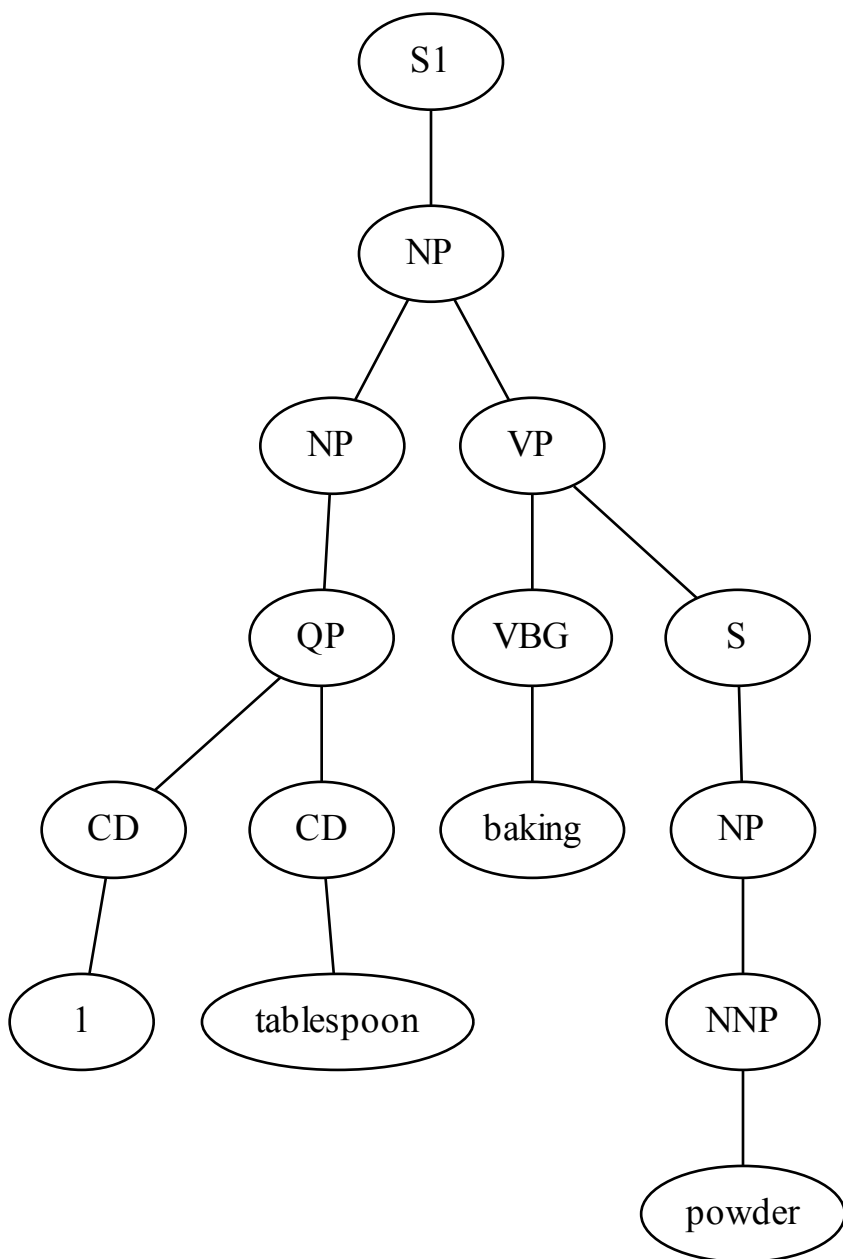 S1
NP
NP VP
QP VBG S
CD CD baking NP
1 tablespoon NNP
powder